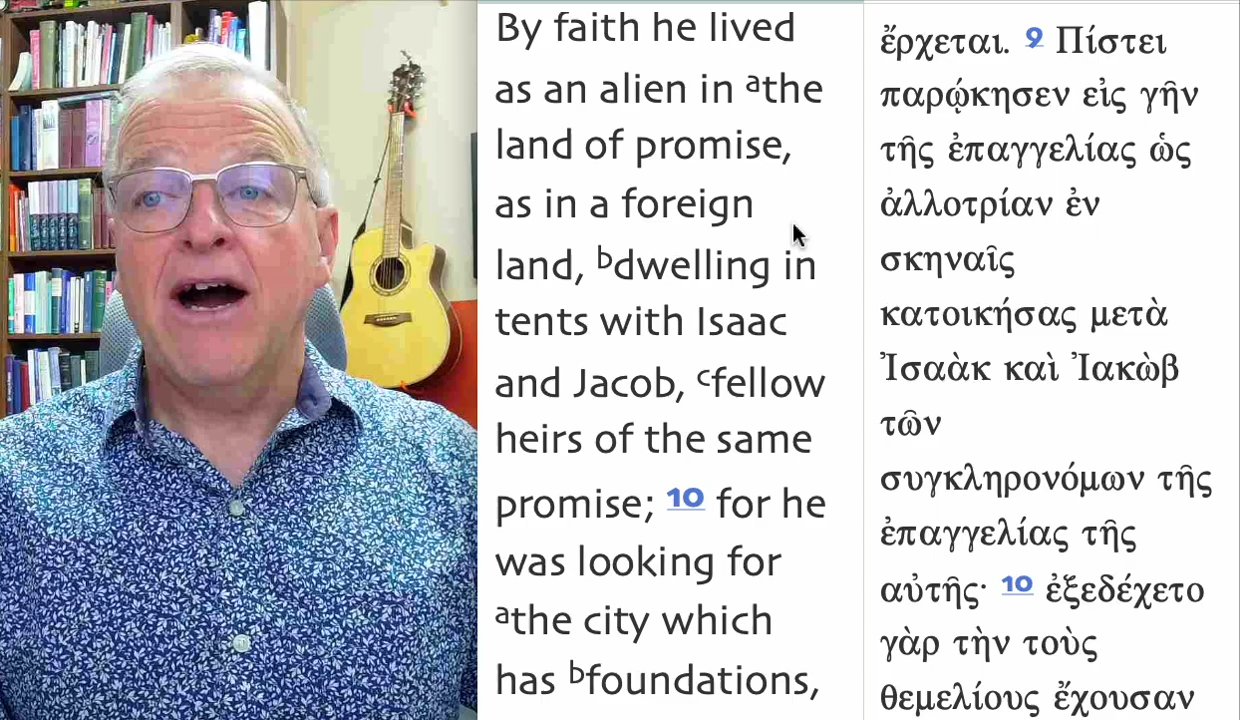 By faith he lived
as an alien in athe
land of promise,
as in a foreign
land, bdwelling in
tents with Isaac
and Jacob, cfellow
heirs of the same
promise; 10 for he
was looking for
athe city which
has bfoundations,
ἔρχεται. 9 Πίστει
παρῴκησεν εἰς γῆν
τῆς ἐπαγγελίας ὡς
ἀλλοτρίαν ἐν
σκηναῖς
κατοικήσας μετὰ
Ἰσαὰκ καὶ Ἰακὼβ
τῶν
συγκληρονόμων τῆς
ἐπαγγελίας τῆς
αὐτῆς· 10 ἐξεδέχετο
γὰρ τὴν τοὺς
θεμελίους ἔχουσαν